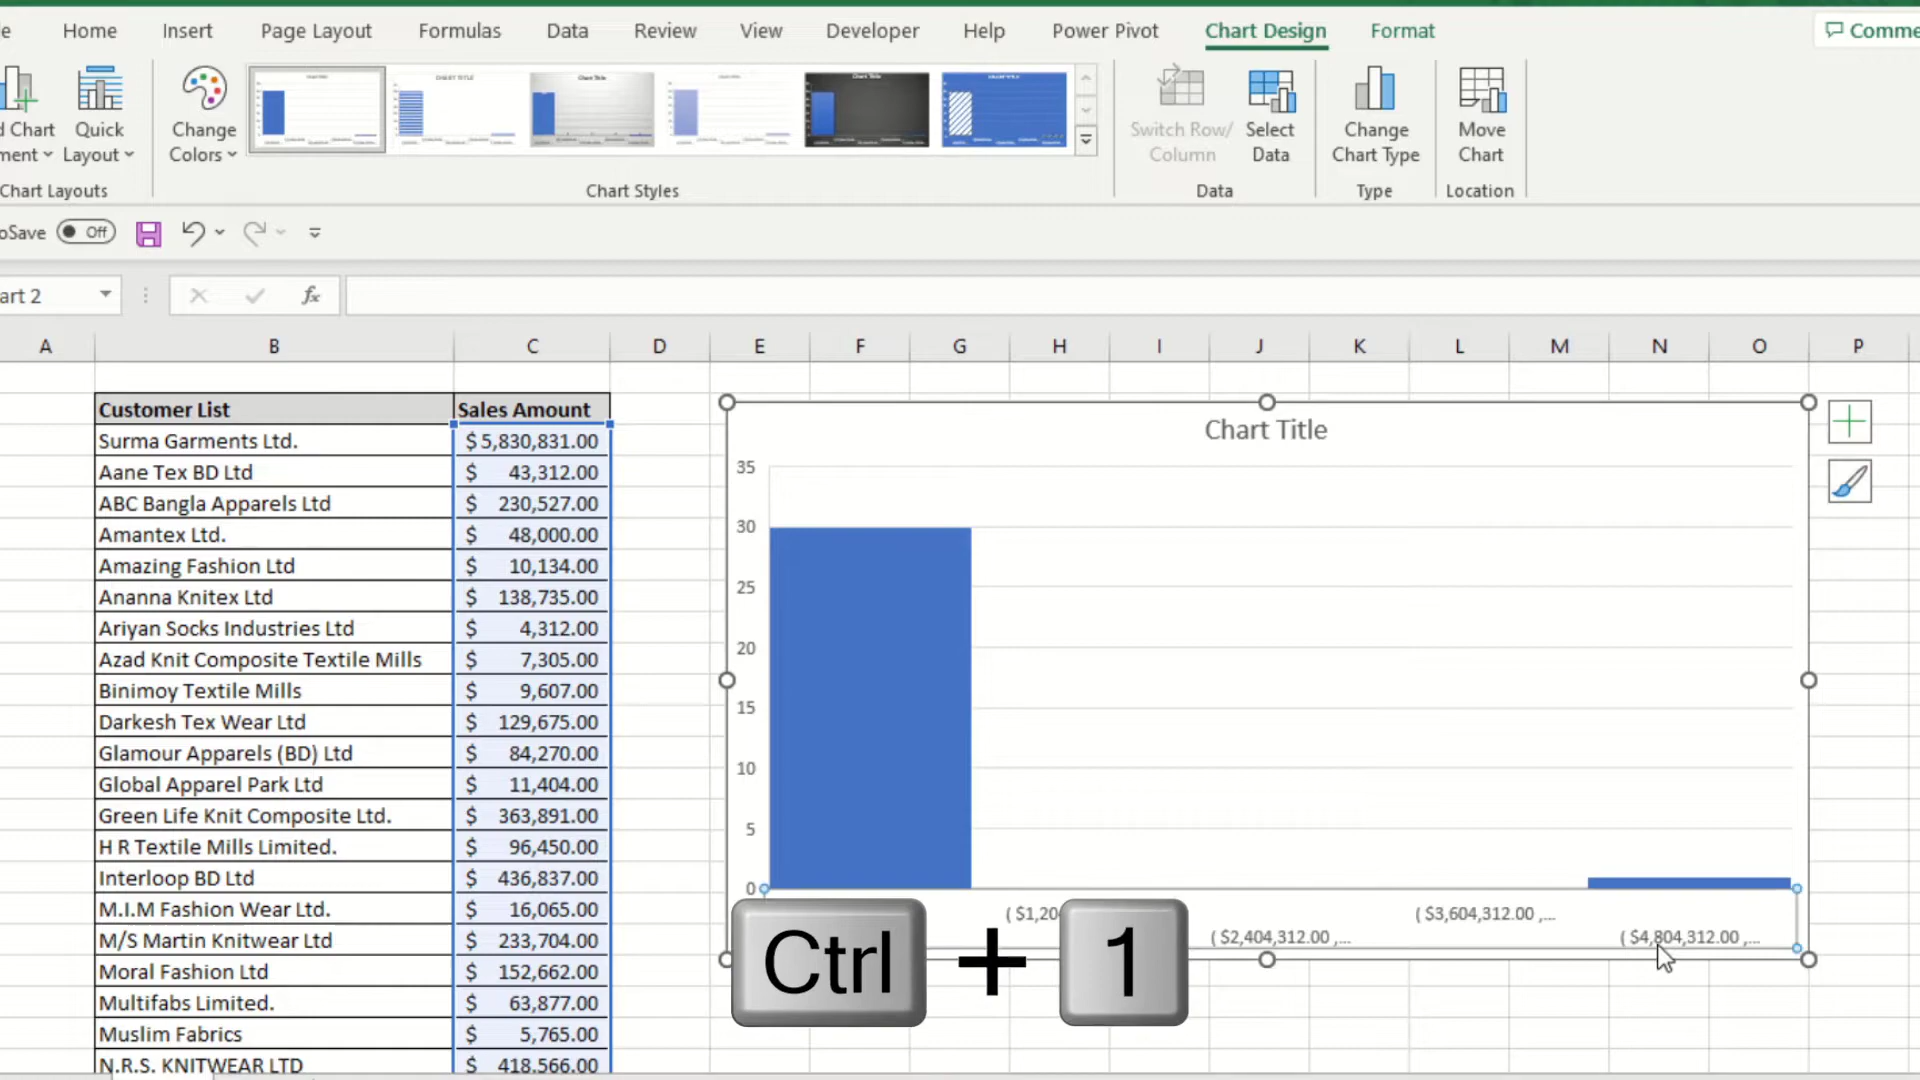 e Home Insert Page Layout Formulas Data Review View Developer Help Power Pivot Chart Design Format Comme
d Chart
ment
Quick
Layout
Change
Colors
Switch Row/
Column
Select
Data
Change
Chart Type
Move
Chart
Chart Layouts Chart Styles Data Type Location
oSave Off
art 2 fx
A B C D E F G H I J K L M N O P
Customer List Sales Amount
Surma Garments Ltd. $ 5,830,831.00
Aane Tex BD Ltd $ 43,312.00
ABC Bangla Apparels Ltd $ 230,527.00
Amantex Ltd. $ 48,000.00
Amazing Fashion Ltd $ 10,134.00
Ananna Knitex Ltd $ 138,735.00
Ariyan Socks Industries Ltd $ 4,312.00
Azad Knit Composite Textile Mills $ 7,305.00
Binimoy Textile Mills $ 9,607.00
Darkesh Tex Wear Ltd $ 129,675.00
Glamour Apparels (BD) Ltd $ 84,270.00
Global Apparel Park Ltd $ 11,404.00
Green Life Knit Composite Ltd. $ 363,891.00
H R Textile Mills Limited. $ 96,450.00
Interloop BD Ltd $ 436,837.00
M.I.M Fashion Wear Ltd. $ 16,065.00
M/S Martin Knitwear Ltd $ 233,704.00
Moral Fashion Ltd $ 152,662.00
Multifabs Limited. $ 63,877.00
Muslim Fabrics $ 5,765.00
N.R.S. KNITWEAR LTD $ 418,566.00
Chart Title
35
30
25
20
15
10
5
0
( $1,20
( $3,604,312.00 ,...
( $2,404,312.00 ,...
( $4,804,312.00 ,...
Ctrl + 1